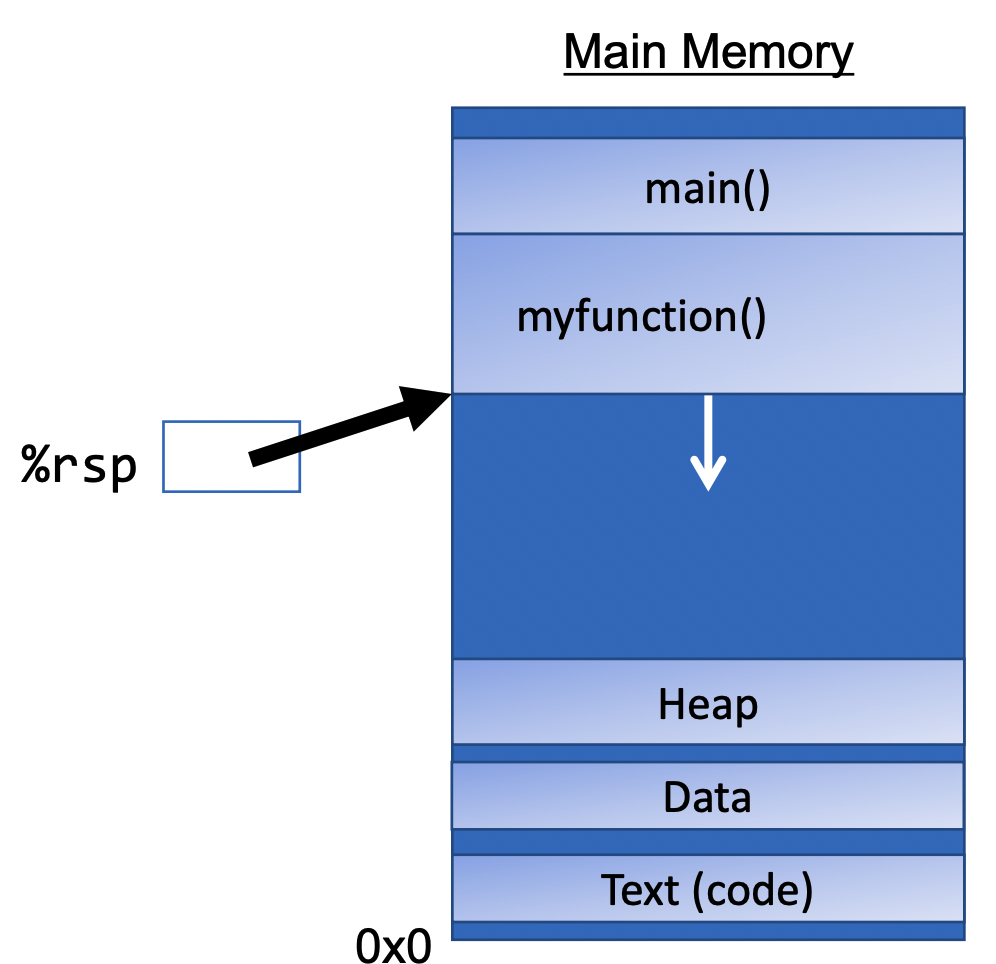 Main Memory
main()
myfunction()
%rsp
Heap
Data
Text (code)
0x0